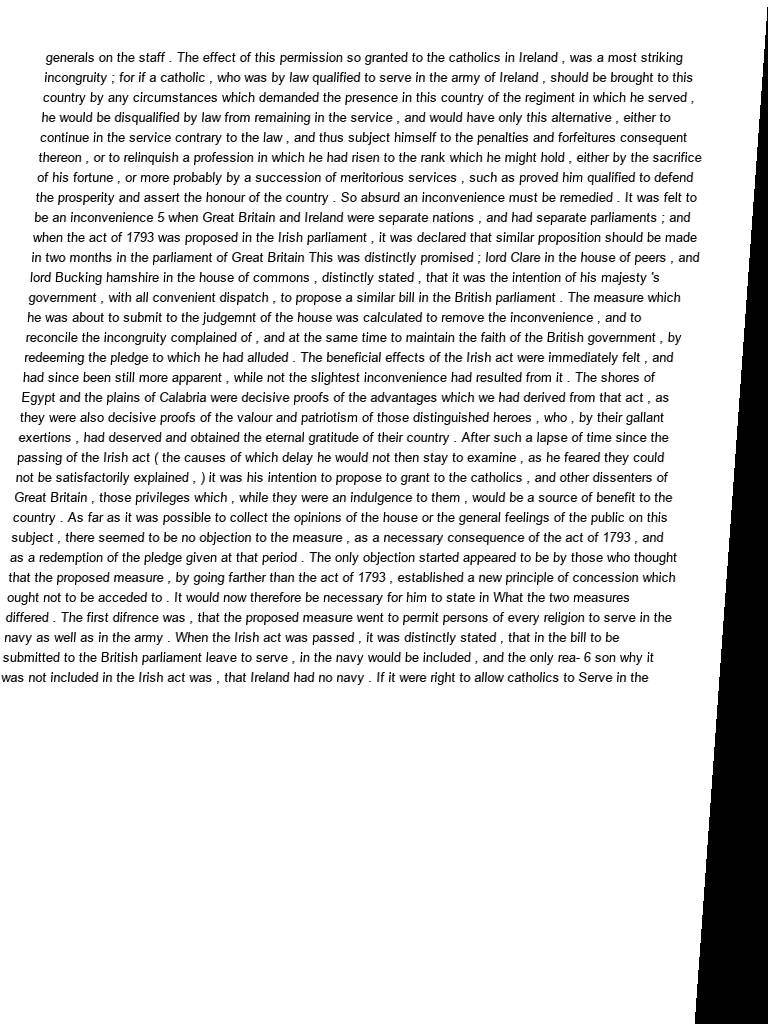 generals on the staff . The effect of this permission so granted to the catholics in Ireland , was a most striking
incongruity ; for if a catholic , who was by law qualified to serve in the army of Ireland , should be brought to this
country by any circumstances which demanded the presence in this country of the regiment in which he served ,
he would be disqualified by law from remaining in the service , and would have only this alternative , either to
continue in the service contrary to the law , and thus subject himself to the penalties and forfeitures consequent
thereon , or to relinquish a profession in which he had risen to the rank which he might hold , either by the sacrifice
of his fortune , or more probably by a succession of meritorious services , such as proved him qualified to defend
the prosperity and assert the honour of the country . So absurd an inconvenience must be remedied . It was felt to
be an inconvenience 5 when Great Britain and Ireland were separate nations , and had separate parliaments ; and
when the act of 1793 was proposed in the Irish parliament , it was declared that similar proposition should be made
in two months in the parliament of Great Britain This was distinctly promised ; lord Clare in the house of peers , and
lord Bucking hamshire in the house of commons , distinctly stated , that it was the intention of his majesty 's
government , with all convenient dispatch , to propose a similar bill in the British parliament . The measure which
he was about to submit to the judgemnt of the house was calculated to remove the inconvenience , and to
reconcile the incongruity complained of , and at the same time to maintain the faith of the British government , by
redeeming the pledge to which he had alluded . The beneficial effects of the Irish act were immediately felt , and
had since been still more apparent , while not the slightest inconvenience had resulted from it . The shores of
Egypt and the plains of Calabria were decisive proofs of the advantages which we had derived from that act , as
they were also decisive proofs of the valour and patriotism of those distinguished heroes , who , by their gallant
exertions , had deserved and obtained the eternal gratitude of their country . After such a lapse of time since the
passing of the Irish act ( the causes of which delay he would not then stay to examine , as he feared they could
not be satisfactorily explained , ) it was his intention to propose to grant to the catholics , and other dissenters of
Great Britain , those privileges which , while they were an indulgence to them , would be a source of benefit to the
country . As far as it was possible to collect the opinions of the house or the general feelings of the public on this
subject , there seemed to be no objection to the measure , as a necessary consequence of the act of 1793 , and
as a redemption of the pledge given at that period . The only objection started appeared to be by those who thought
that the proposed measure , by going farther than the act of 1793 , established a new principle of concession which
ought not to be acceded to . It would now therefore be necessary for him to state in What the two measures
differed . The first difrence was , that the proposed measure went to permit persons of every religion to serve in the
navy as well as in the army . When the Irish act was passed , it was distinctly stated , that in the bill to be
submitted to the British parliament leave to serve , in the navy would be included , and the only rea- 6 son why it
was not included in the Irish act was , that Ireland had no navy . If it were right to allow catholics to Serve in the